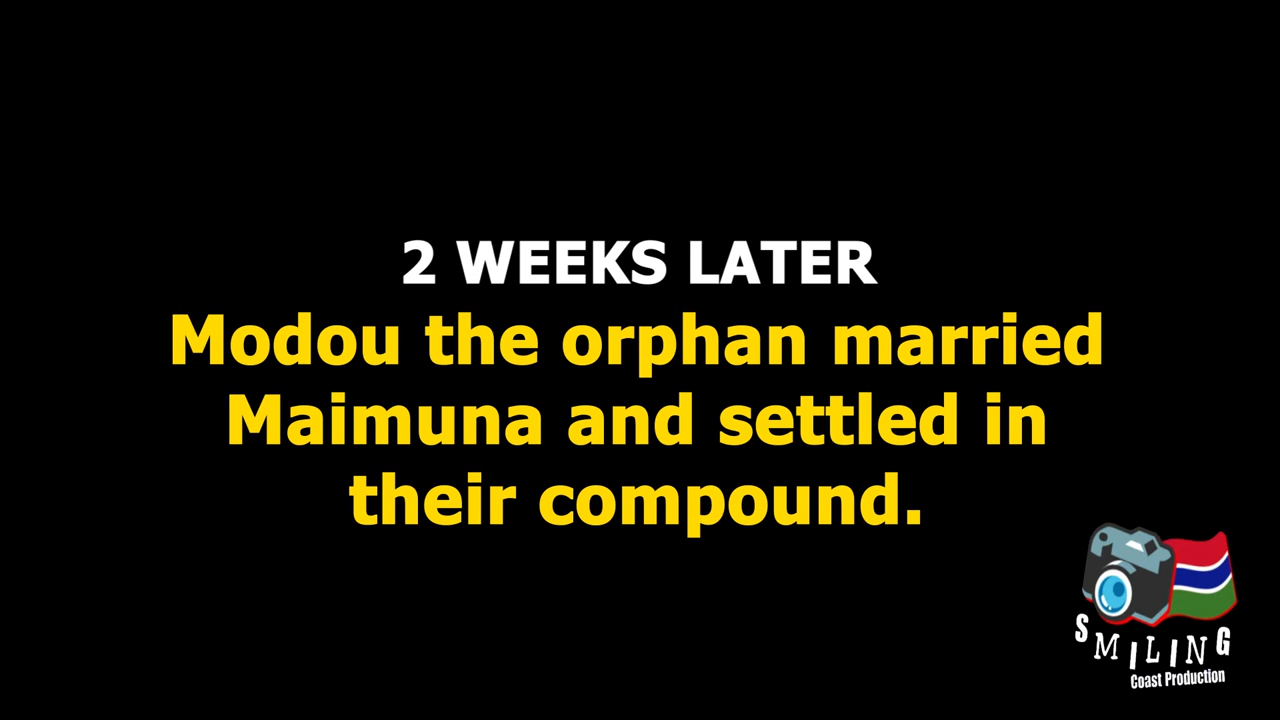 2 WEEKS LATER
Modou the orphan married
Maimuna and settled in
their compound.
SMILING
Coast Production